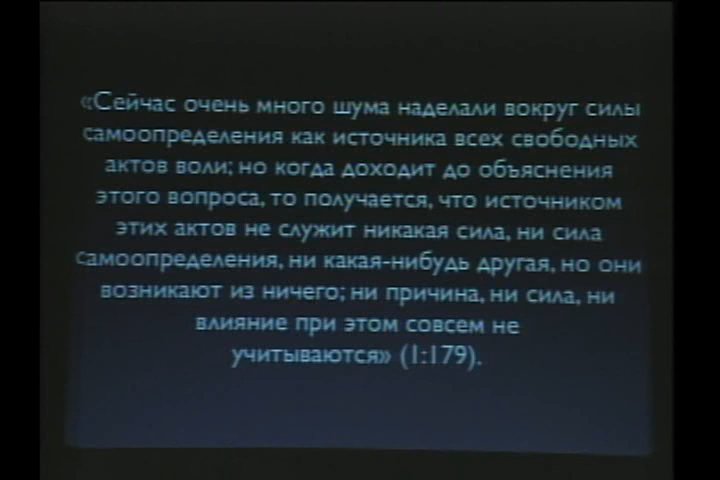 «Сейчас очень много шума наделали вокруг силы
самоопределения как источника всех свободных
актов воли; но когда доходит до объяснения
этого вопроса, то получается, что источником
этих актов не служит никакая сила, ни сила
самоопределения, ни какая-нибудь другая, но они
возникают из ничего; ни причина, ни сила, ни
влияние при этом совсем не
учитываются» (1:179).